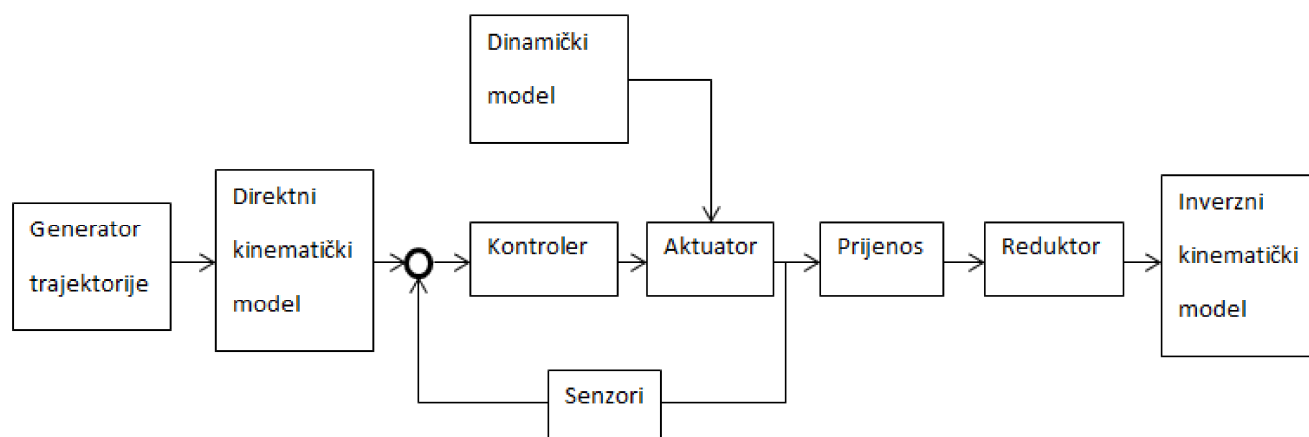 Dinamički
model
Generator
trajektorije
Direktni
kinematički
model
Kontroler
Aktuator
Prijenos
Reduktor
Inverzni
kinematički
model
Senzori